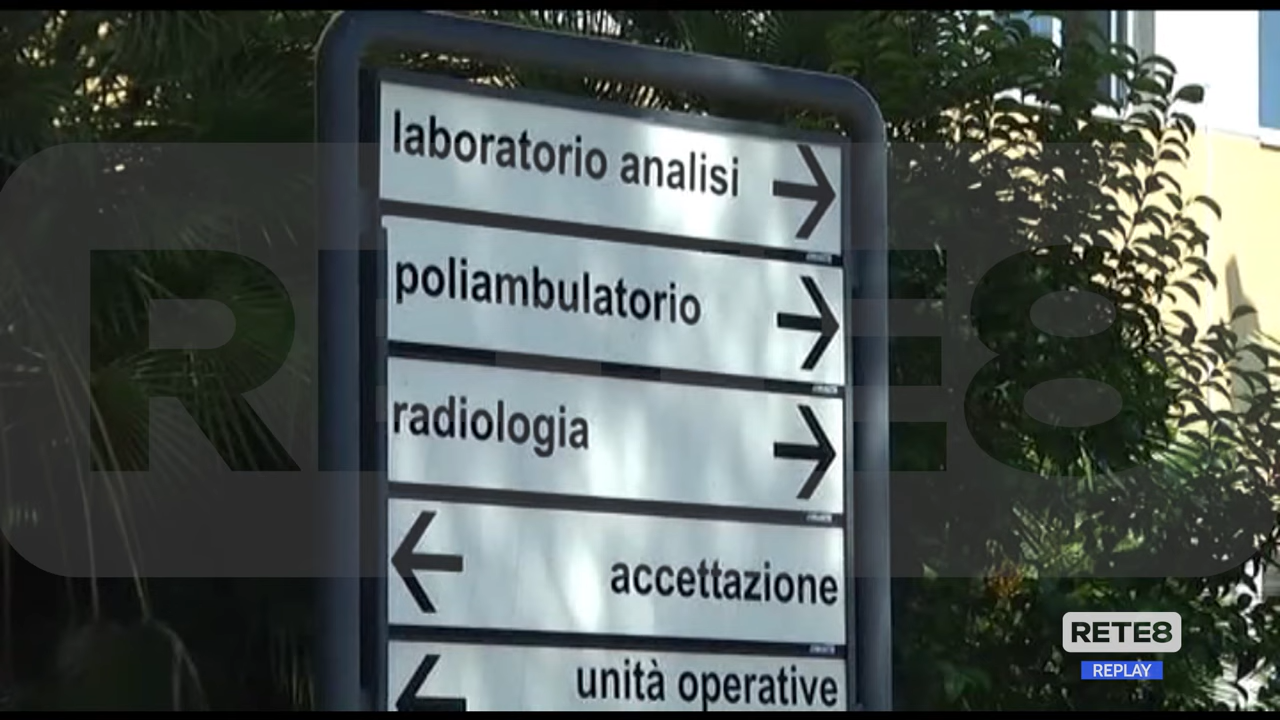 laboratorio analisi →
poliambulatorio →
radiologia →
← accettazione
← unità operative
RETE8
RETE8
REPLAY